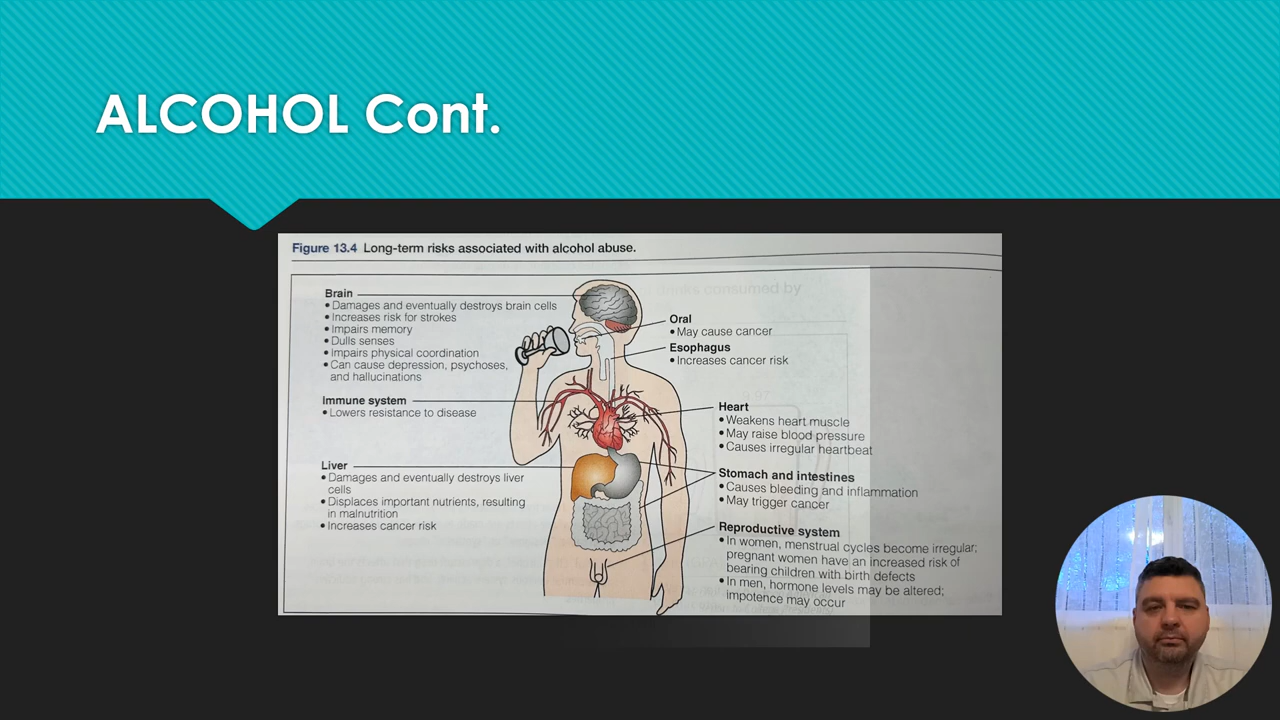 ALCOHOL Cont.
Figure 13.4 Long-term risks associated with alcohol abuse.
Brain
• Damages and eventually destroys brain cells
• Increases risk for strokes
• Impairs memory
• Dulls senses
• Impairs physical coordination
• Can cause depression, psychoses,
and hallucinations
Immune system
• Lowers resistance to disease
Liver
• Damages and eventually destroys liver
cells
• Displaces important nutrients, resulting
in malnutrition
• Increases cancer risk
drinks consumed by
Oral
• May cause cancer
Esophagus
• Increases cancer risk
Heart
• Weakens heart muscle
• May raise blood pressure
• Causes irregular heartbeat
Stomach and intestines
• Causes bleeding and inflammation
• May trigger cancer
Reproductive system
• In women, menstrual cycles become irregular;
pregnant women have an increased risk of
bearing children with birth defects
• In men, hormone levels may be altered;
impotence may occur